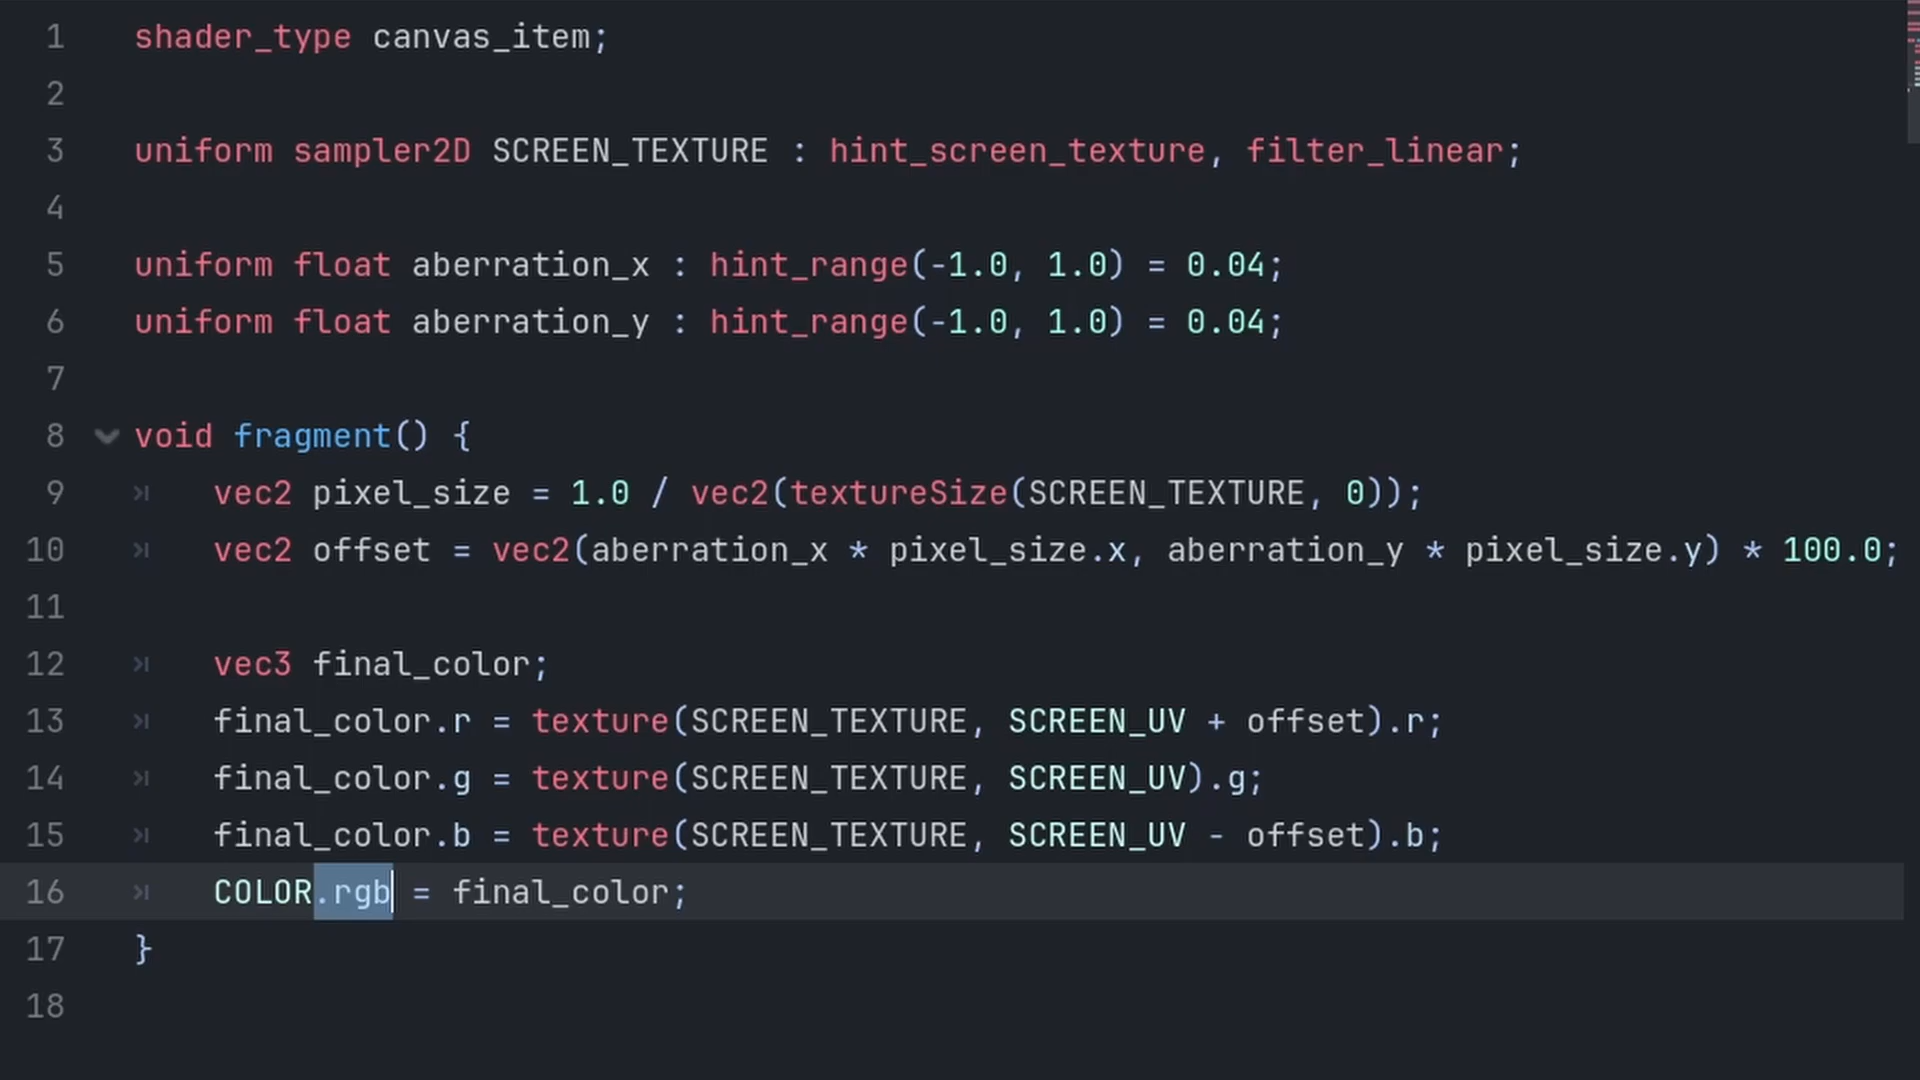 1 shader_type canvas_item;
2
3 uniform sampler2D SCREEN_TEXTURE : hint_screen_texture, filter_linear;
4
5 uniform float aberration_x : hint_range(-1.0, 1.0) = 0.04;
6 uniform float aberration_y : hint_range(-1.0, 1.0) = 0.04;
7
8 void fragment() {
9 vec2 pixel_size = 1.0 / vec2(textureSize(SCREEN_TEXTURE, 0));
10 vec2 offset = vec2(aberration_x * pixel_size.x, aberration_y * pixel_size.y) * 100.0;
11
12 vec3 final_color;
13 final_color.r = texture(SCREEN_TEXTURE, SCREEN_UV + offset).r;
14 final_color.g = texture(SCREEN_TEXTURE, SCREEN_UV).g;
15 final_color.b = texture(SCREEN_TEXTURE, SCREEN_UV - offset).b;
16 COLOR.rgb = final_color;
17 }
18